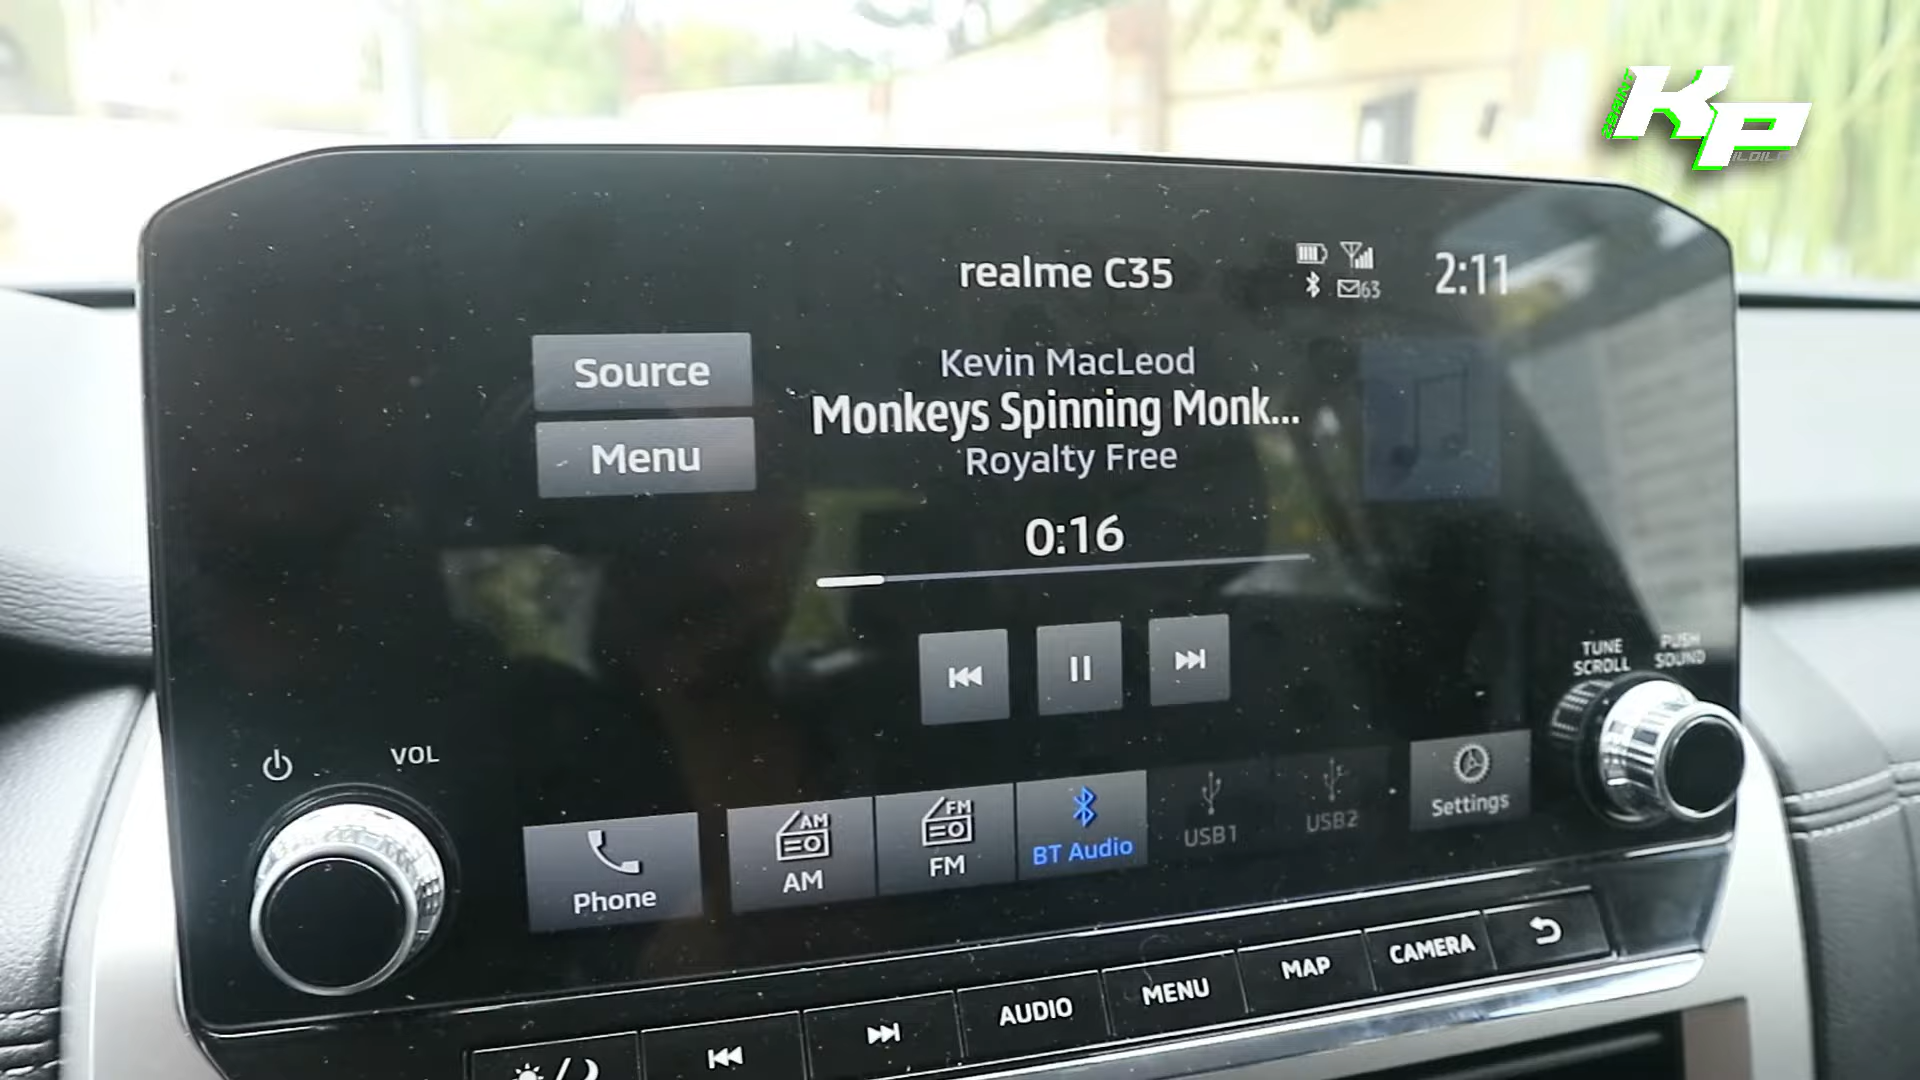 KP
realme C35
63
2:11
Source
Kevin MacLeod
Monkeys Spinning Monk...
Menu
Royalty Free
0:16
TUNE
SCROLL
PUSH
SOUND
VOL
Phone
AM
AM
FM
FM
BT Audio
USB1
USB2
Settings
AUDIO
MENU
MAP
CAMERA